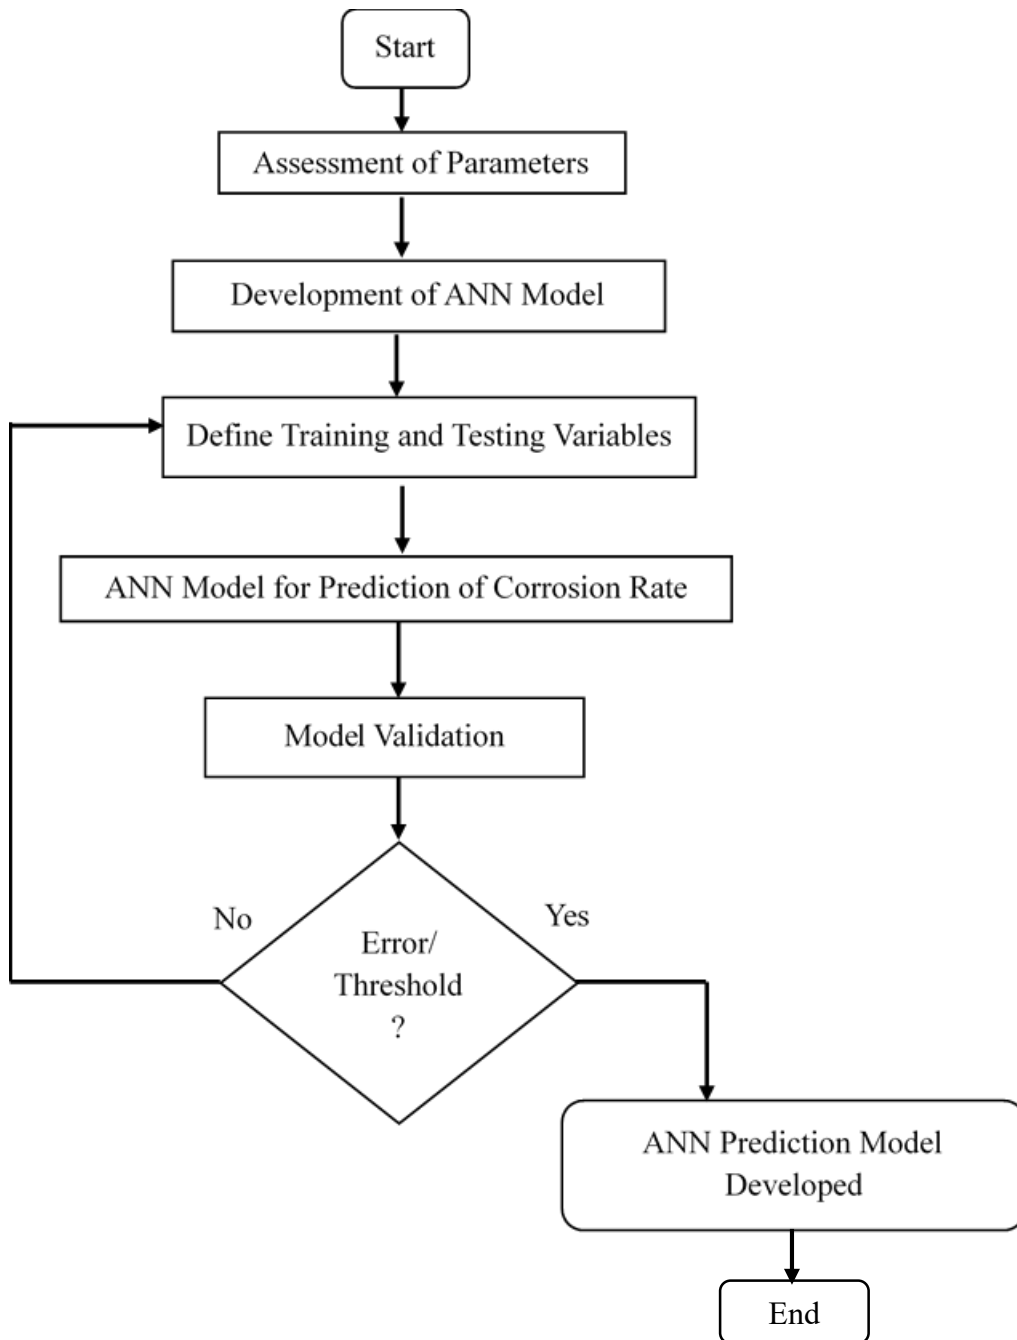 Start
Assessment of Parameters
Development of ANN Model
Define Training and Testing Variables
ANN Model for Prediction of Corrosion Rate
Model Validation
No
Yes
Error/
Threshold
?
ANN Prediction Model
Developed
End